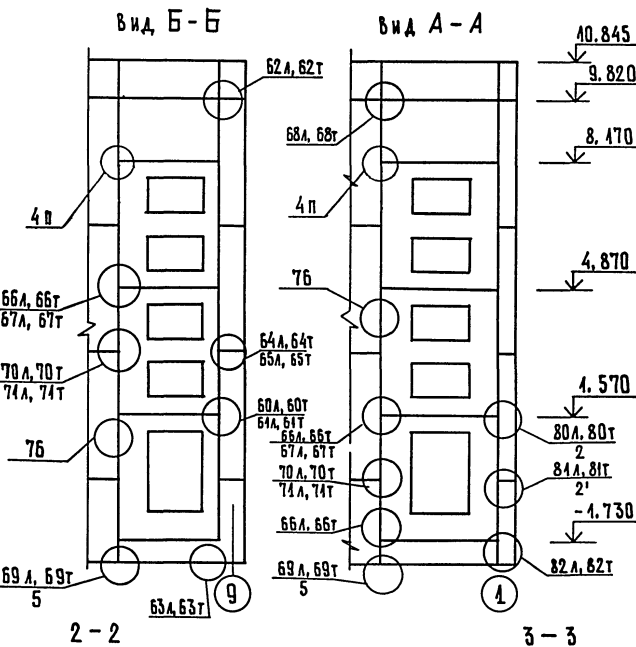 вид Б-Б
62л, 62т
4п
66л, 66т
67л, 67т
70л, 70т
71л, 71т
76
64л, 64т
65л, 65т
60л, 60т
61л, 61т
69л, 69т
5
63л, 63т
9
2-2
вид А-А
10.845
9.820
68л, 68т
8.170
4п
4,870
76
1.570
66л, 66т
67л, 67т
80л, 80т
2
70л, 70т
71л, 71т
81л, 81т
2'
66л, 66т
-1.730
69л, 69т
5
82л, 82т
1
3-3